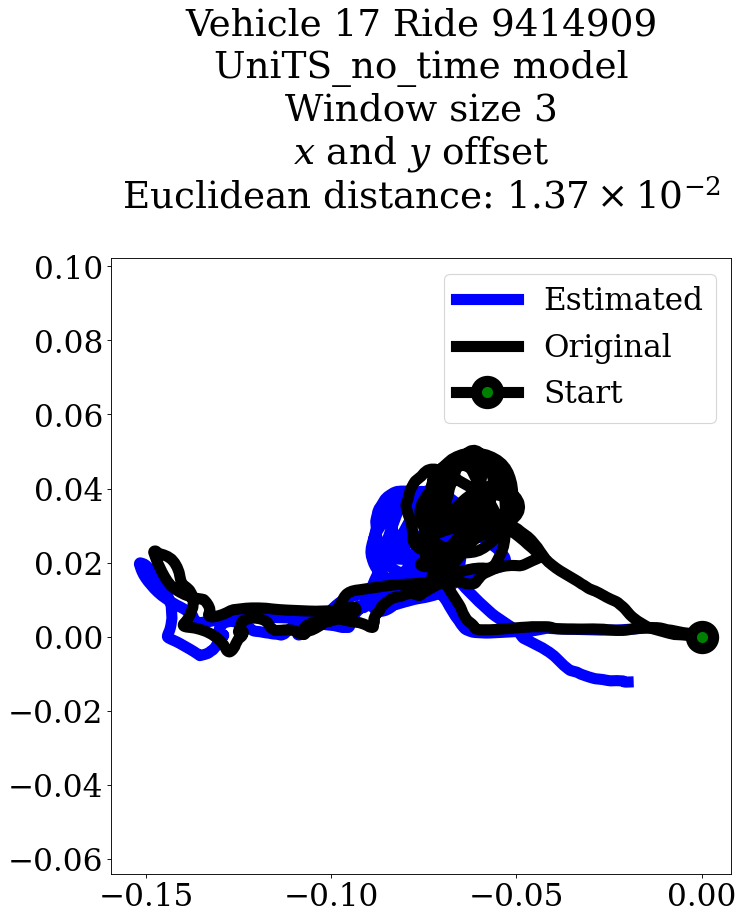 Vehicle 17 Ride 9414909
UniTS_no_time model
Window size 3
x and y offset
Euclidean distance: 1.37 × 10⁻²
Estimated
Original
Start
0.10
0.08
0.06
0.04
0.02
0.00
−0.02
−0.04
−0.06
−0.15
−0.10
−0.05
0.00